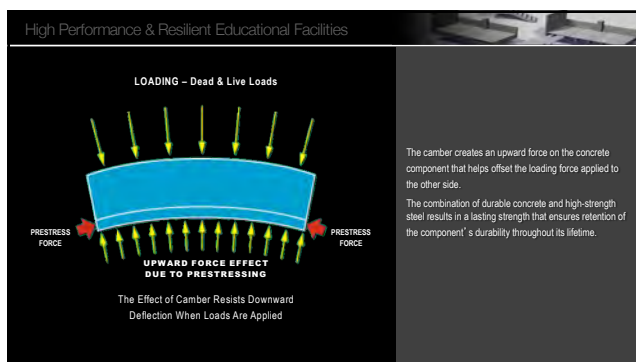 High Performance & Resilient Educational Facilities
LOADING – Dead & Live Loads
PRESTRESS
FORCE
PRESTRESS
FORCE
UPWARD FORCE EFFECT
DUE TO PRESTRESSING
The Effect of Camber Resists Downward
Deflection When Loads Are Applied
The camber creates an upward force on the concrete
component that helps offset the loading force applied to
the other side.
The combination of durable concrete and high-strength
steel results in a lasting strength that ensures retention of
the component’s durability throughout its lifetime.